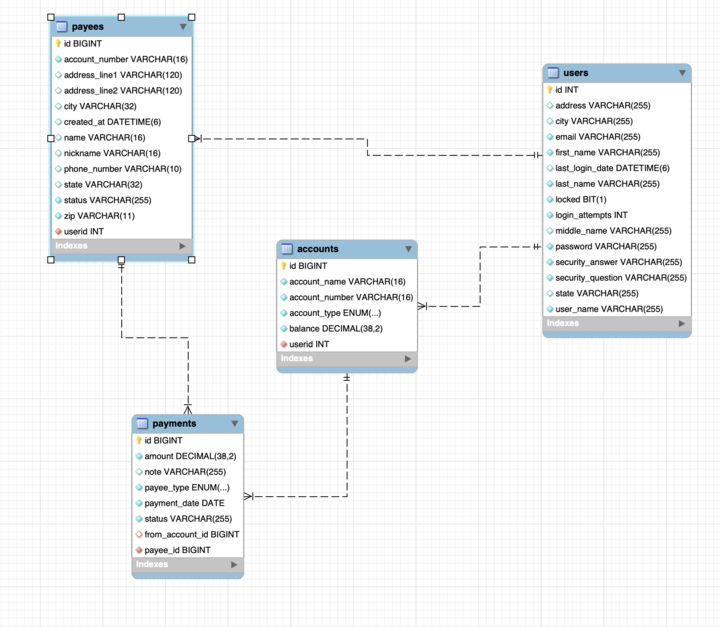 payees
id BIGINT
account_number VARCHAR(16)
address_line1 VARCHAR(120)
address_line2 VARCHAR(120)
city VARCHAR(32)
created_at DATETIME(6)
name VARCHAR(16)
nickname VARCHAR(16)
phone_number VARCHAR(10)
state VARCHAR(32)
status VARCHAR(255)
zip VARCHAR(11)
userid INT
Indexes
users
id INT
address VARCHAR(255)
city VARCHAR(255)
email VARCHAR(255)
first_name VARCHAR(255)
last_login_date DATETIME(6)
last_name VARCHAR(255)
locked BIT(1)
login_attempts INT
middle_name VARCHAR(255)
password VARCHAR(255)
security_answer VARCHAR(255)
security_question VARCHAR(255)
state VARCHAR(255)
user_name VARCHAR(255)
Indexes
accounts
id BIGINT
account_name VARCHAR(16)
account_number VARCHAR(16)
account_type ENUM(...)
balance DECIMAL(38,2)
userid INT
Indexes
payments
id BIGINT
amount DECIMAL(38,2)
note VARCHAR(255)
payee_type ENUM(...)
payment_date DATE
status VARCHAR(255)
from_account_id BIGINT
payee_id BIGINT
Indexes